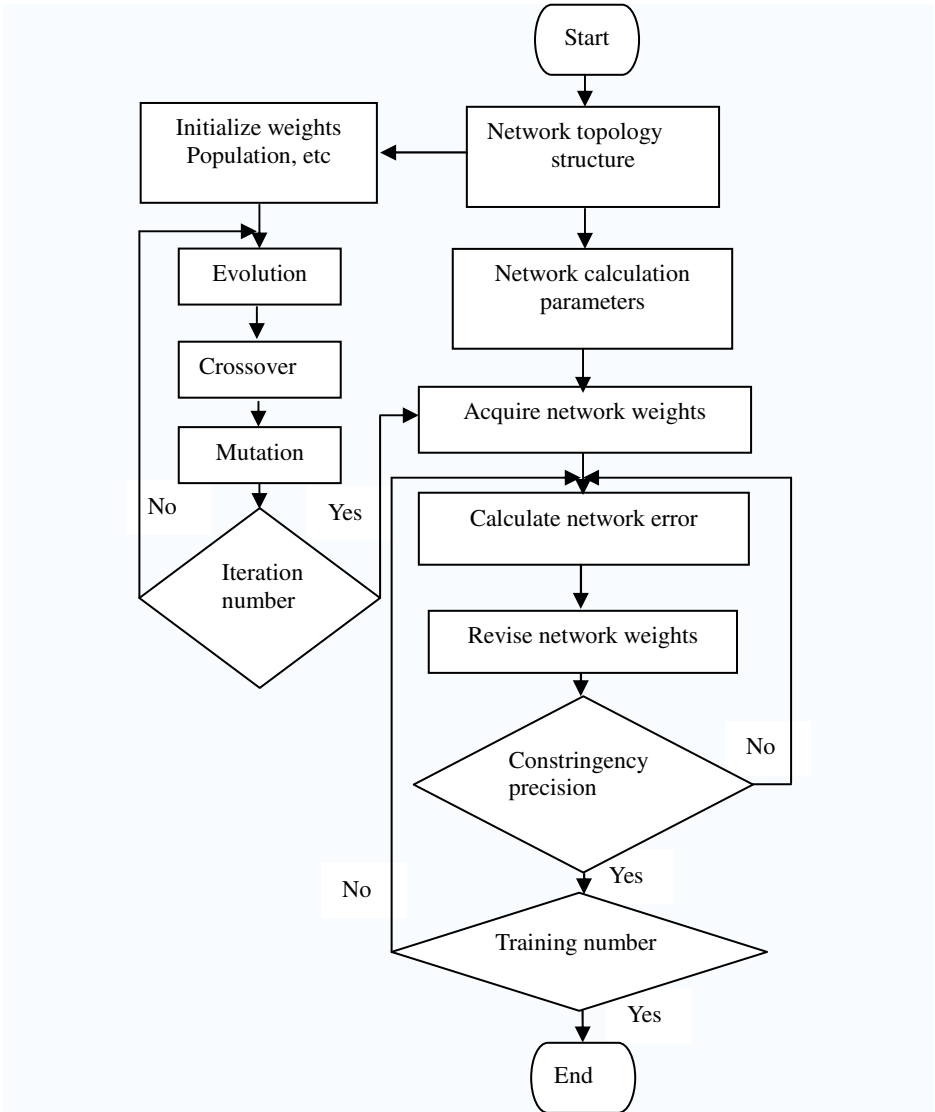 Start
Network topology
structure
Initialize weights
Population, etc
Evolution
Crossover
Mutation
No
Yes
Iteration
number
Network calculation
parameters
Acquire network weights
Calculate network error
Revise network weights
Constringency
precision
No
Yes
No
Training number
Yes
End